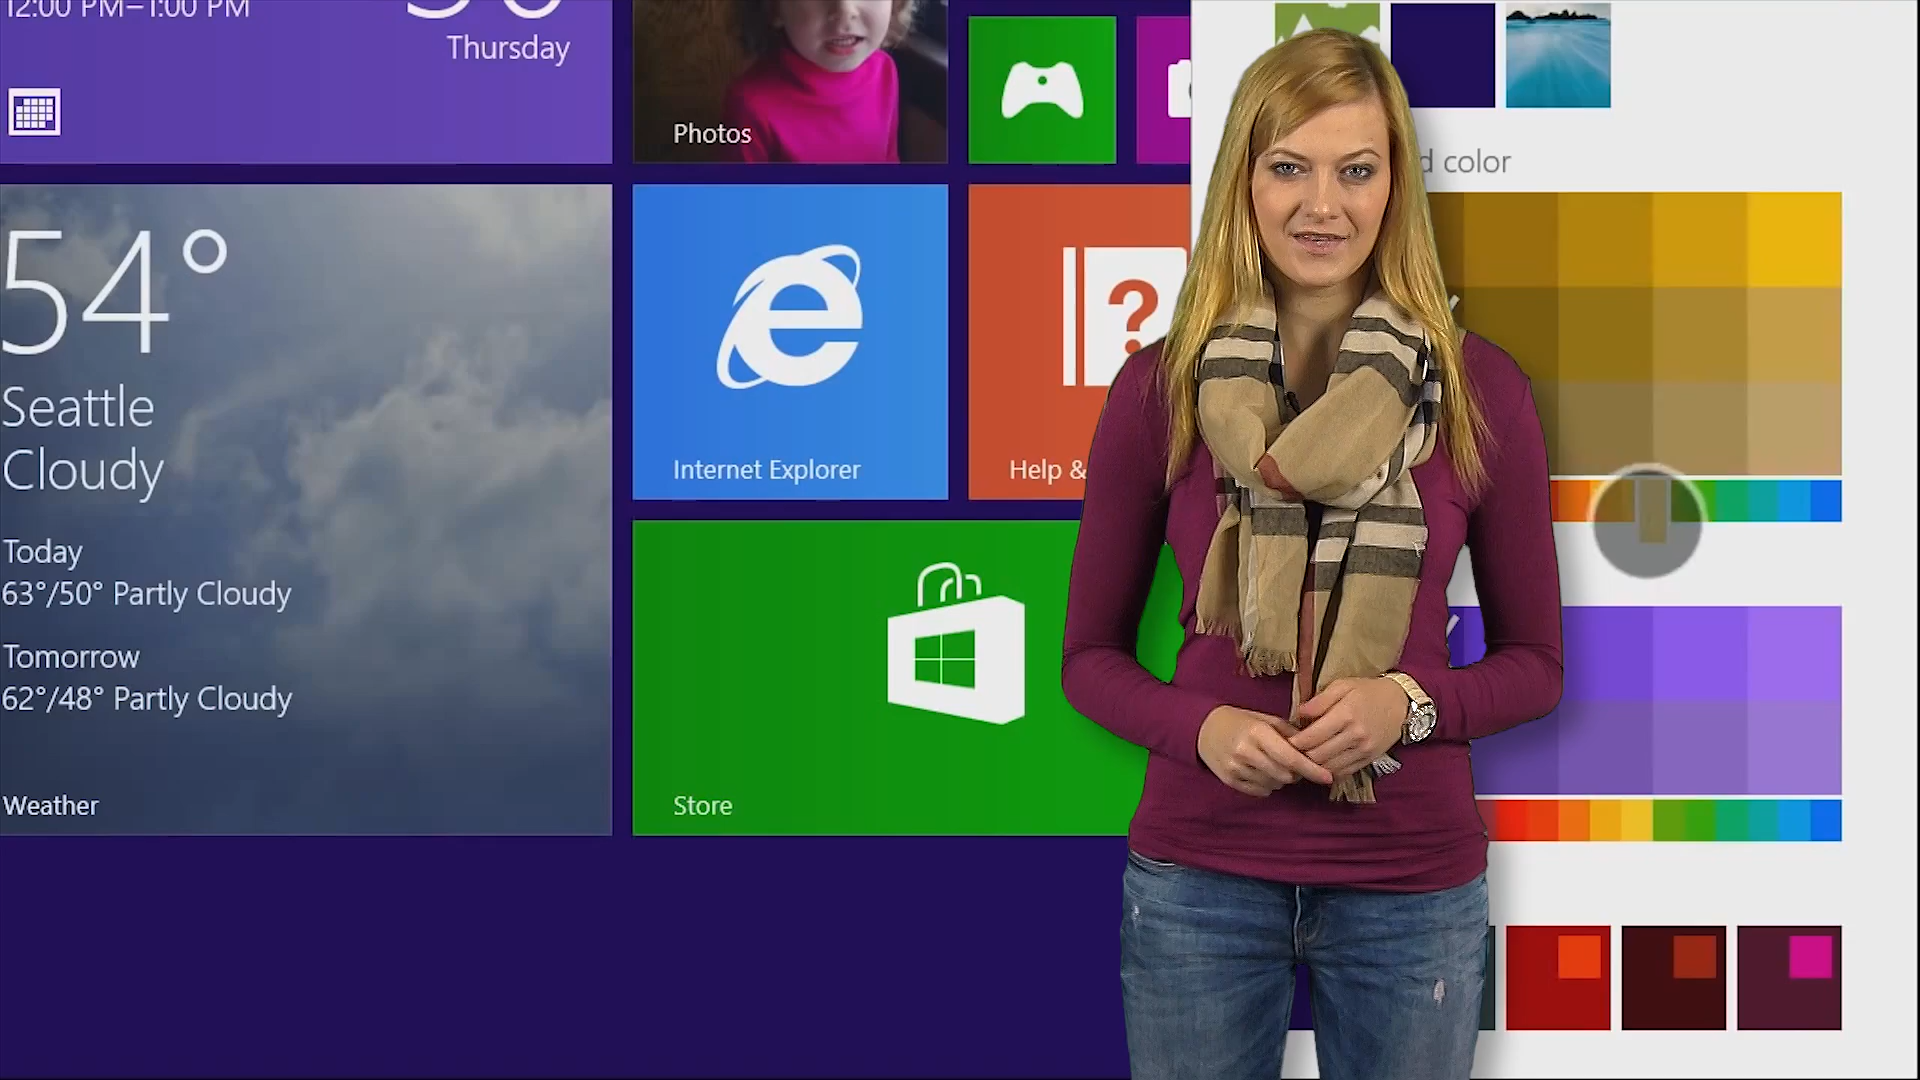 12:00 PM–1:00 PM
Thursday
Photos
54°
Seattle
Cloudy
Today
63°/50° Partly Cloudy
Tomorrow
62°/48° Partly Cloudy
Weather
Internet Explorer
Help &
Store
color